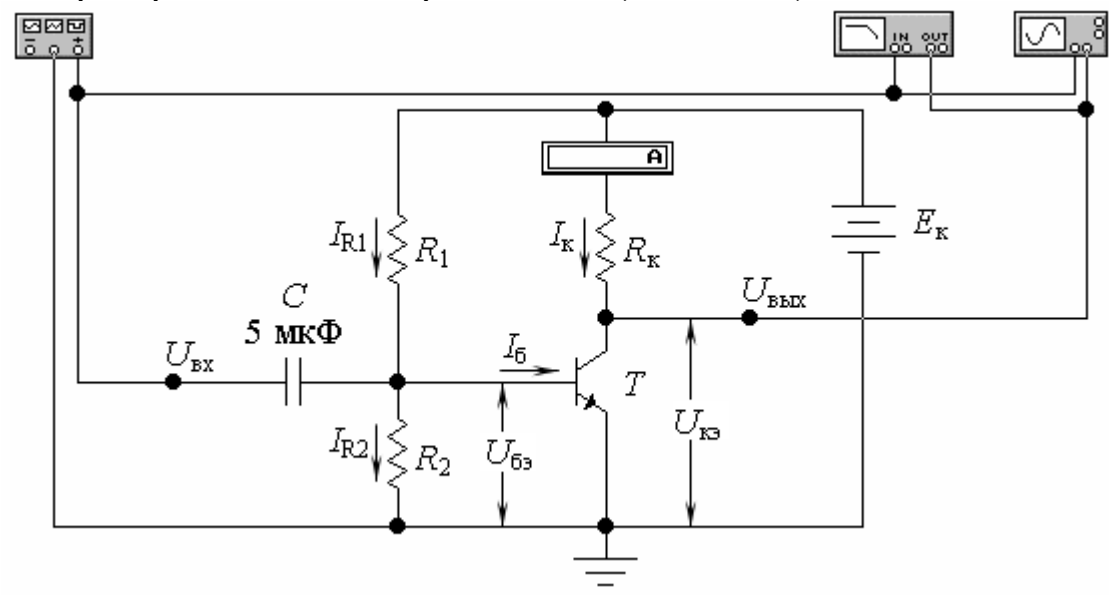 IN OUT
A
I_R1
R_1
I_к
R_к
E_к
U_вых
C
5 мкФ
U_вх
I_б
T
U_кэ
I_R2
R_2
U_бэ